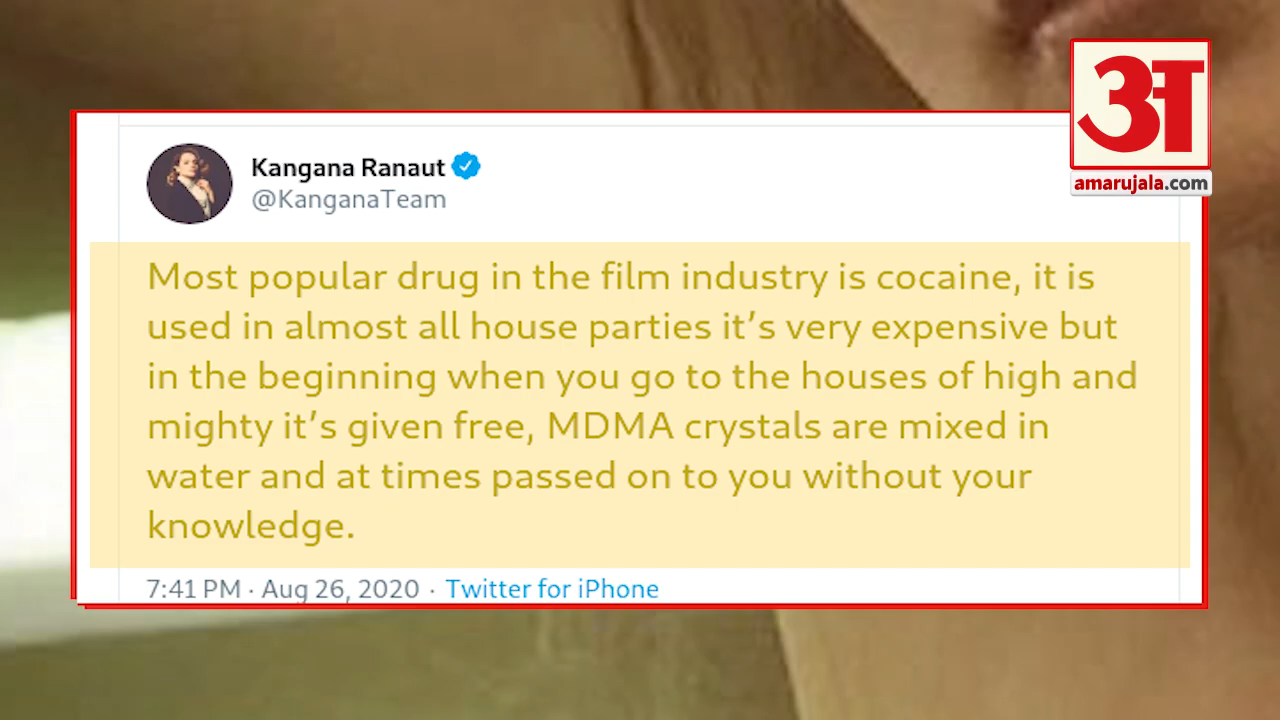 अ
amarujala.com
Kangana Ranaut
@KanganaTeam
Most popular drug in the film industry is cocaine, it is
used in almost all house parties it’s very expensive but
in the beginning when you go to the houses of high and
mighty it’s given free, MDMA crystals are mixed in
water and at times passed on to you without your
knowledge.
7:41 PM · Aug 26, 2020 · Twitter for iPhone